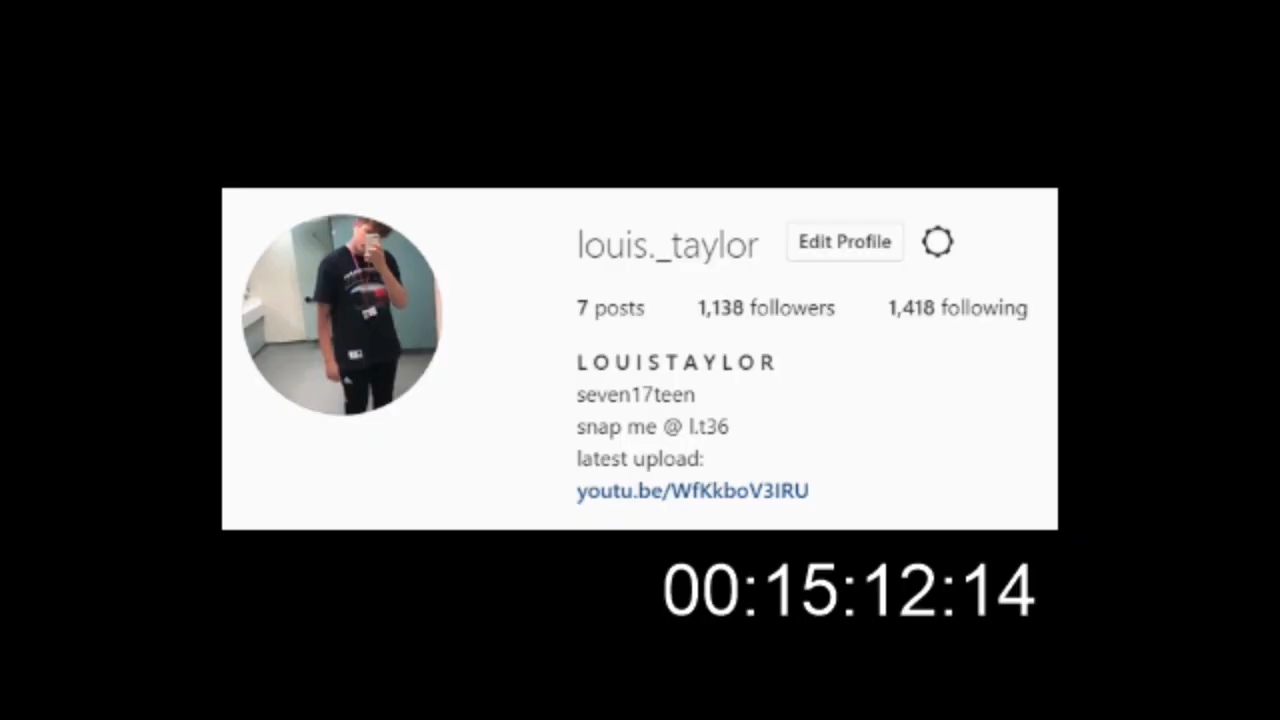 louis._taylor Edit Profile
7 posts 1,138 followers 1,418 following
L O U I S T A Y L O R
seven17teen
snap me @ l.t36
latest upload:
youtu.be/WfKkboV3IRU
00:15:12:14